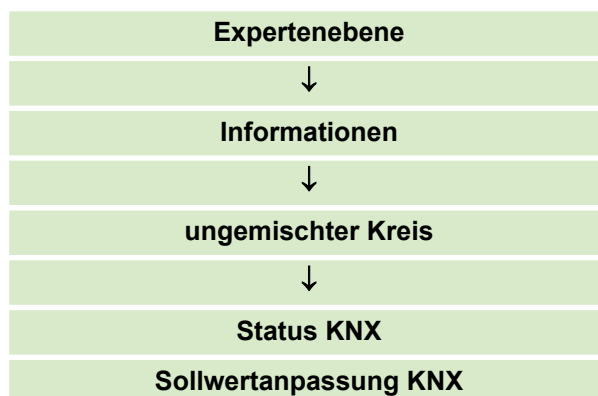 Expertenebene
↓
Informationen
↓
ungemischter Kreis
↓
Status KNX
Sollwertanpassung KNX